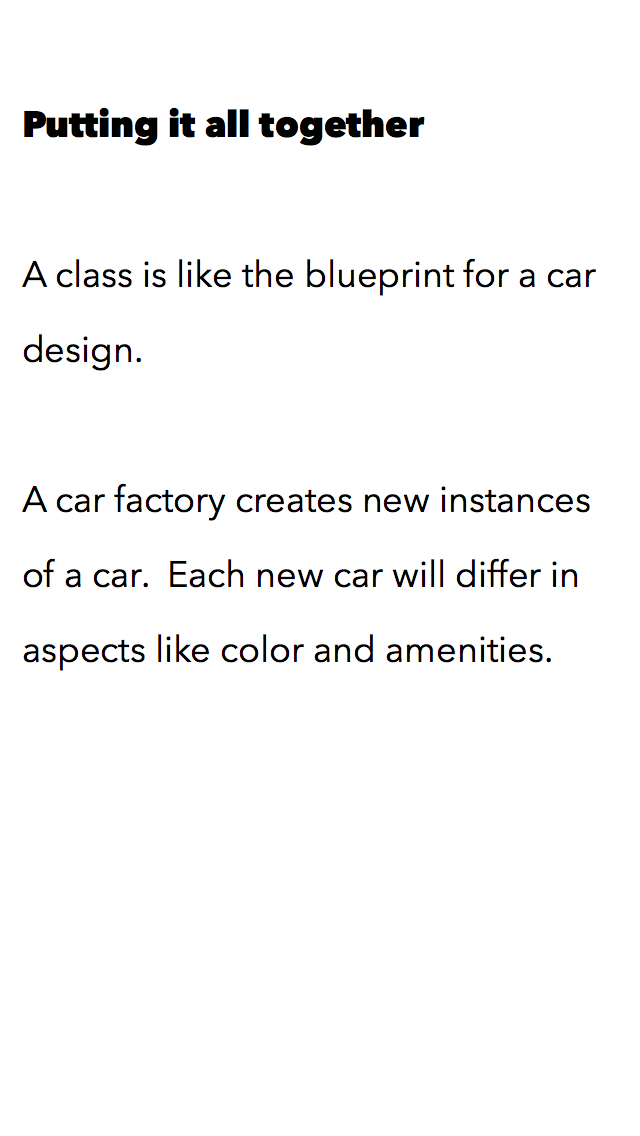 Putting it all together
A class is like the blueprint for a car
design.
A car factory creates new instances
of a car.  Each new car will differ in
aspects like color and amenities.